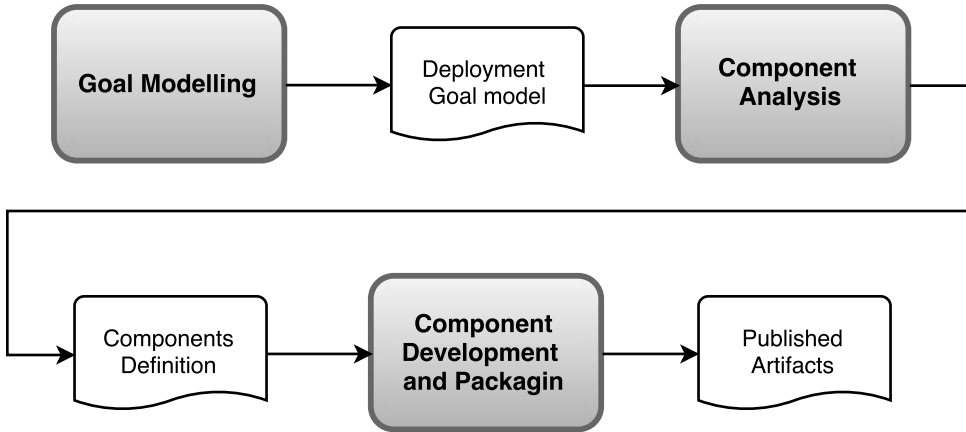 Goal Modelling
Deployment
Goal model
Component
Analysis
Components
Definition
Component
Development
and Packagin
Published
Artifacts